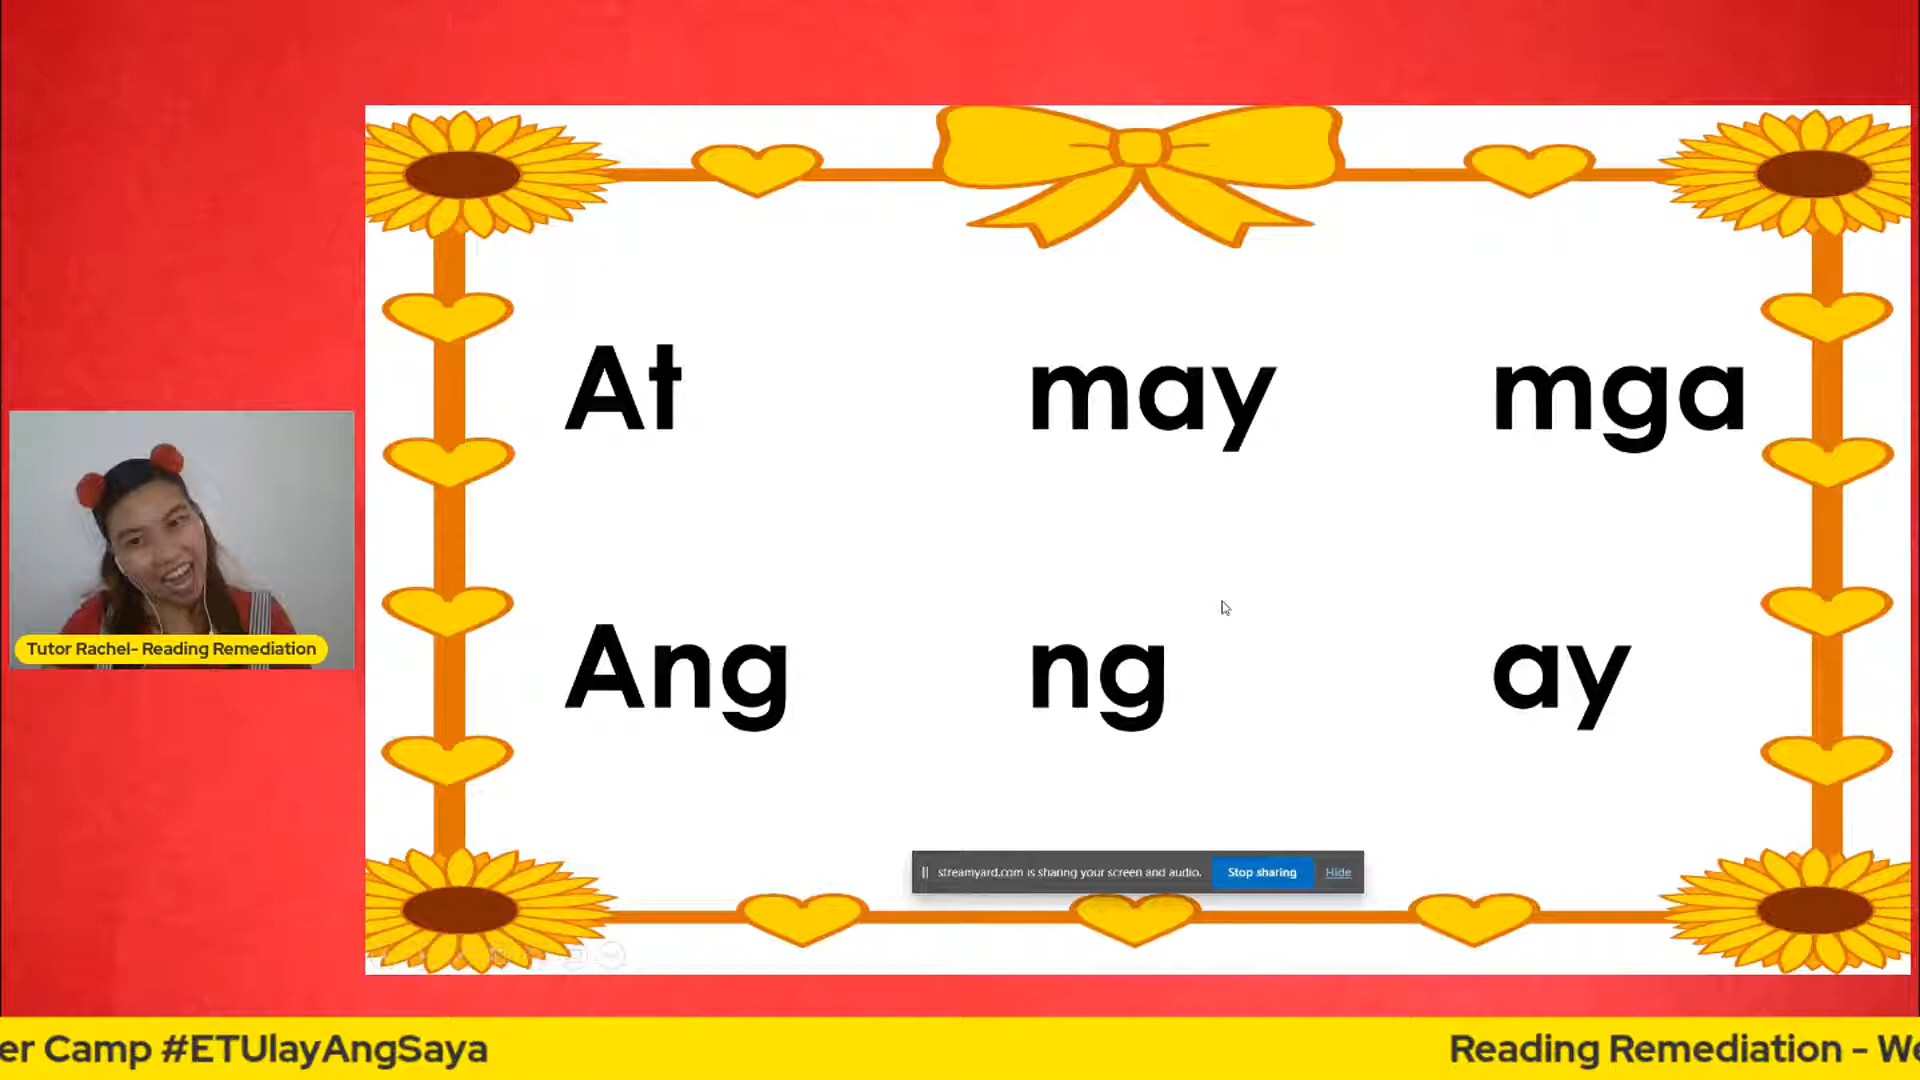 At may mga
Ang ng ay
Tutor Rachel- Reading Remediation
streamyard.com is sharing your screen and audio. Stop sharing Hide
er Camp #ETUlayAngSaya Reading Remediation - We